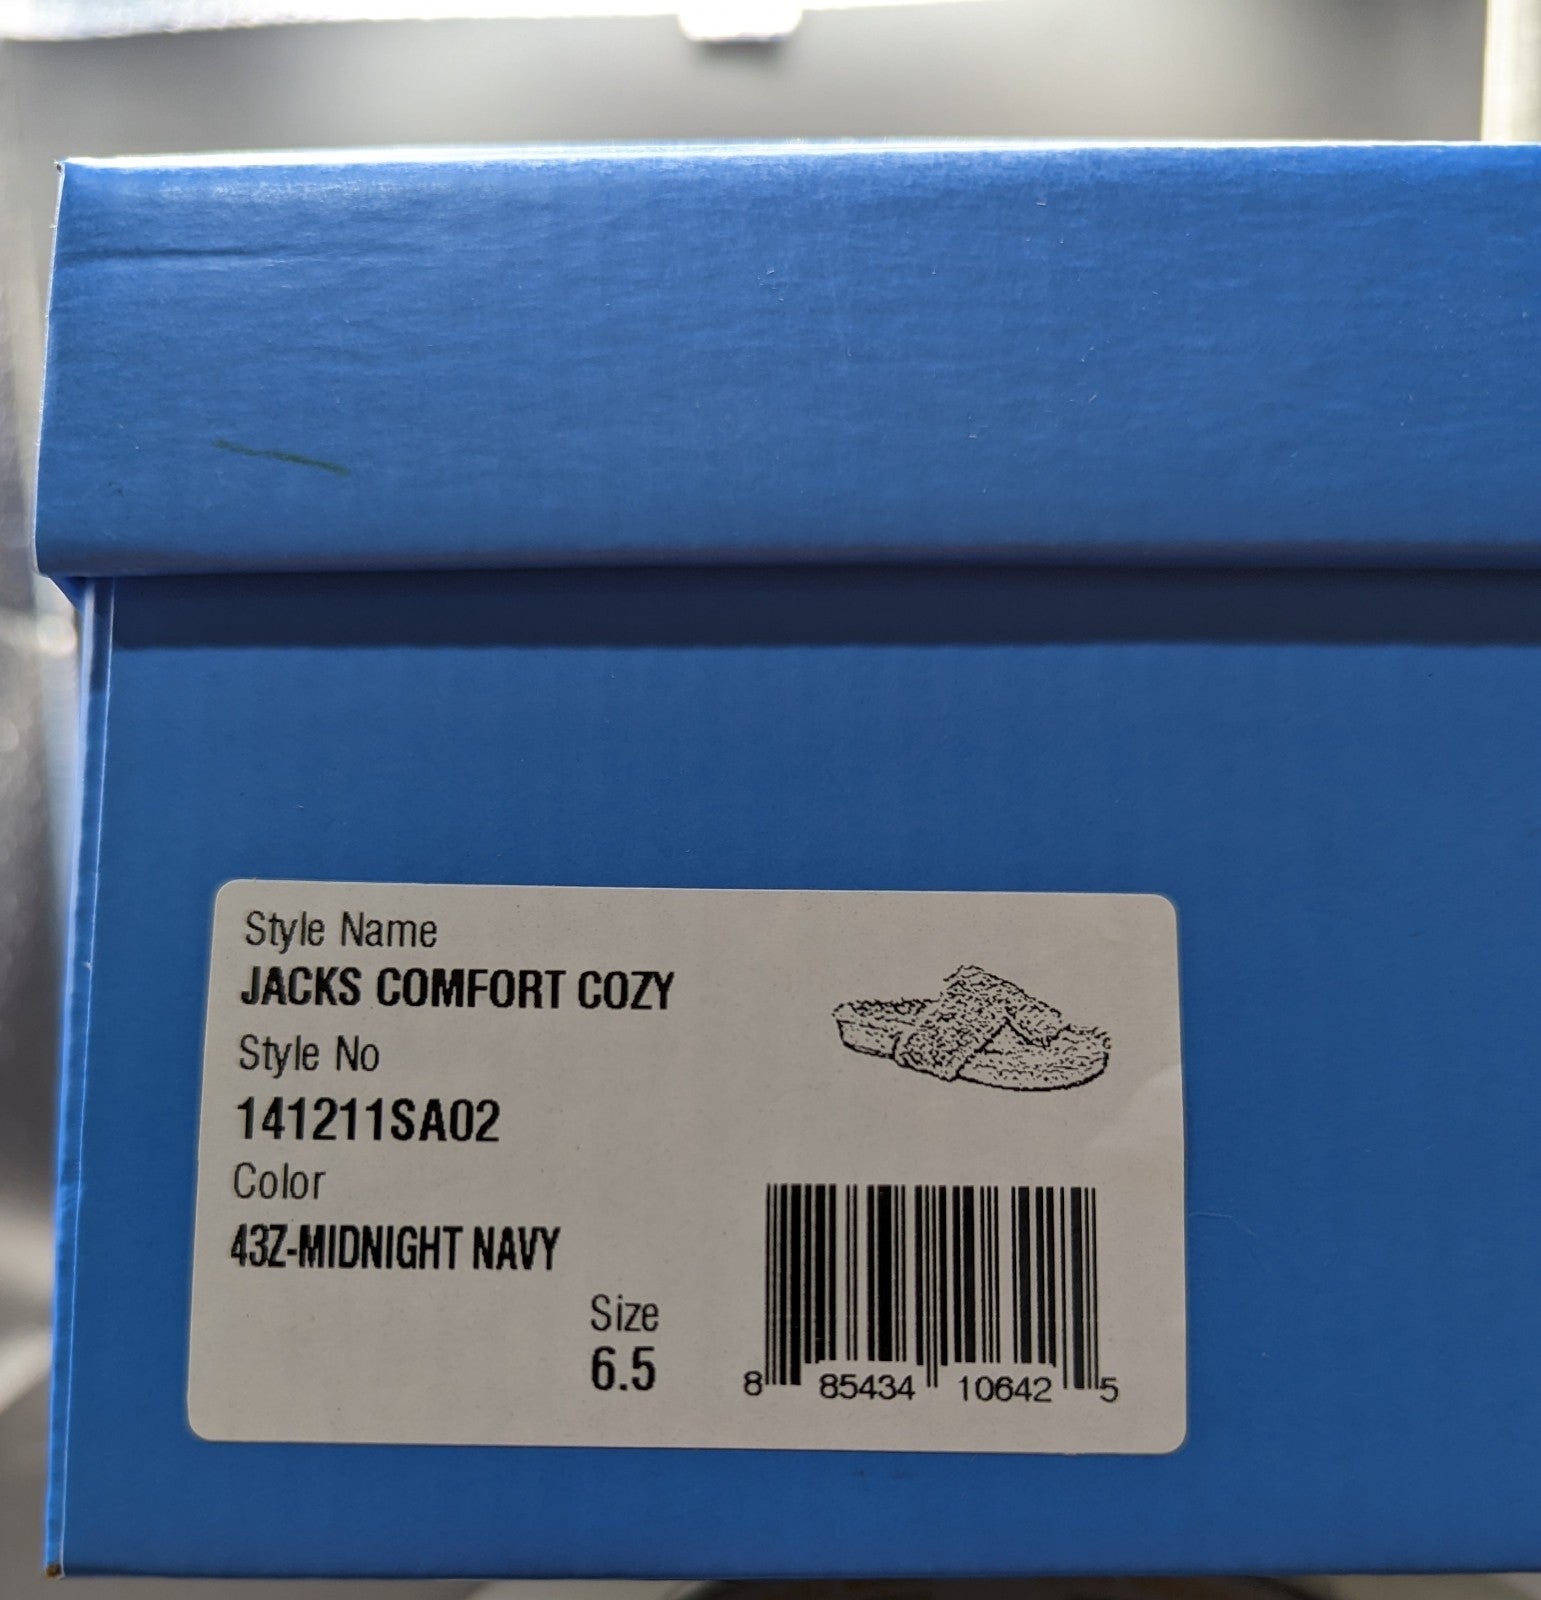 Style Name
JACKS COMFORT COZY
Style No
141211SA02
Color
43Z-MIDNIGHT NAVY
Size
6.5
8 85434 10642 5